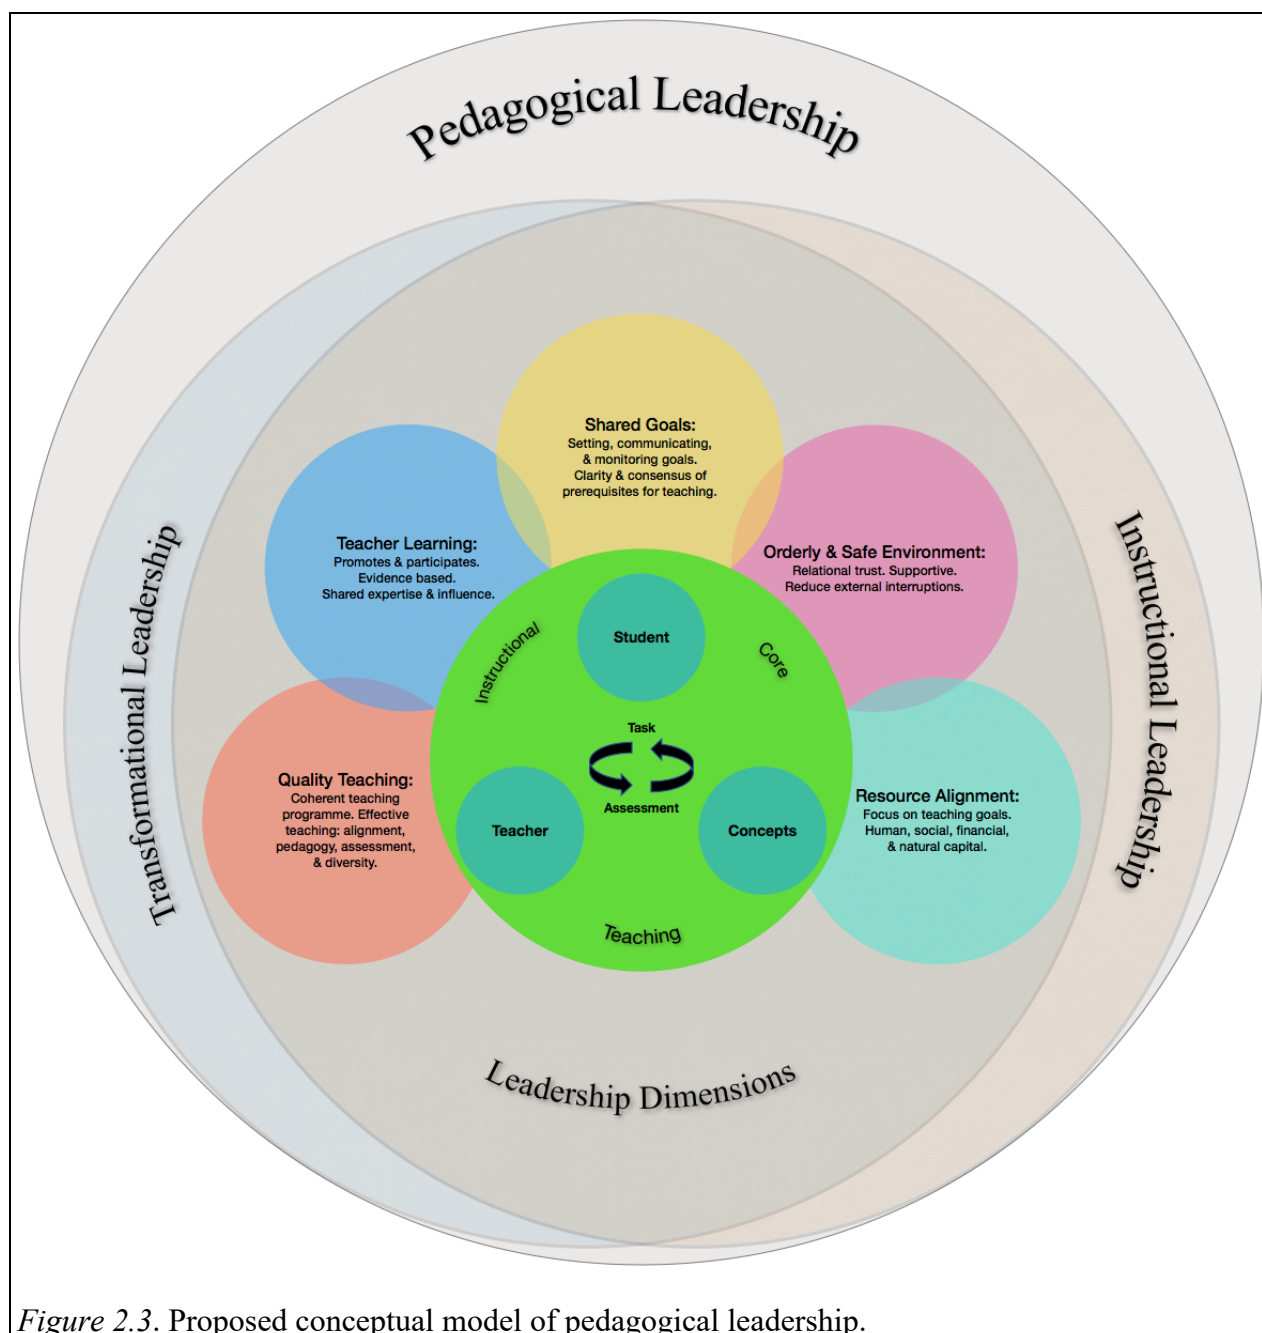 Pedagogical Leadership
Transformational Leadership
Instructional Leadership
Shared Goals:
Setting, communicating,
& monitoring goals.
Clarity & consensus of
prerequisites for teaching.
Teacher Learning:
Promotes & participates.
Evidence based.
Shared expertise & influence.
Orderly & Safe Environment:
Relational trust. Supportive.
Reduce external interruptions.
Quality Teaching:
Coherent teaching
programme. Effective
teaching: alignment,
pedagogy, assessment,
& diversity.
Resource Alignment:
Focus on teaching goals.
Human, social, financial,
& natural capital.
Instructional
Core
Student
Task
Assessment
Teacher
Concepts
Teaching
Leadership Dimensions
Figure 2.3. Proposed conceptual model of pedagogical leadership.